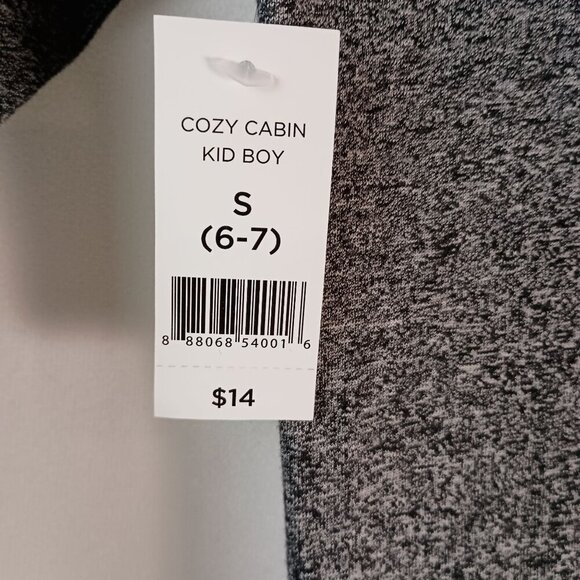 COZY CABIN
KID BOY
S
(6-7)
8 88068 54001 6
$14